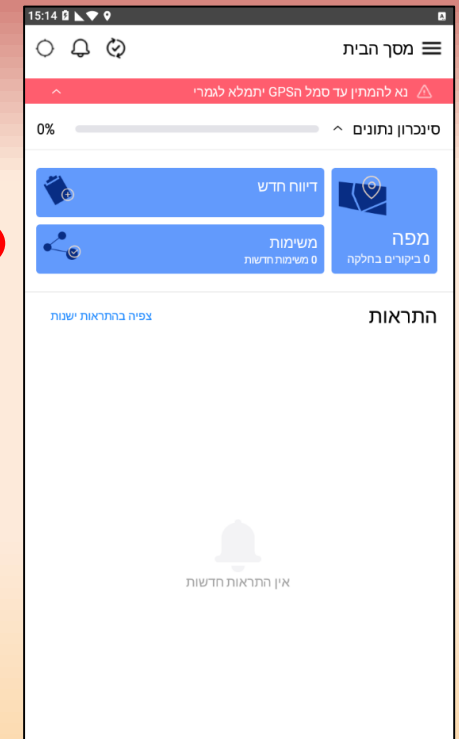 15:14
מסך הבית
נא להמתין עד סמל הGPS יתמלא לגמרי
סינכרון נתונים
0%
מפה
0 ביקורים בחלקה
דיווח חדש
משימות
0 משימות חדשות
התראות
צפיה בהתראות ישנות
אין התראות חדשות